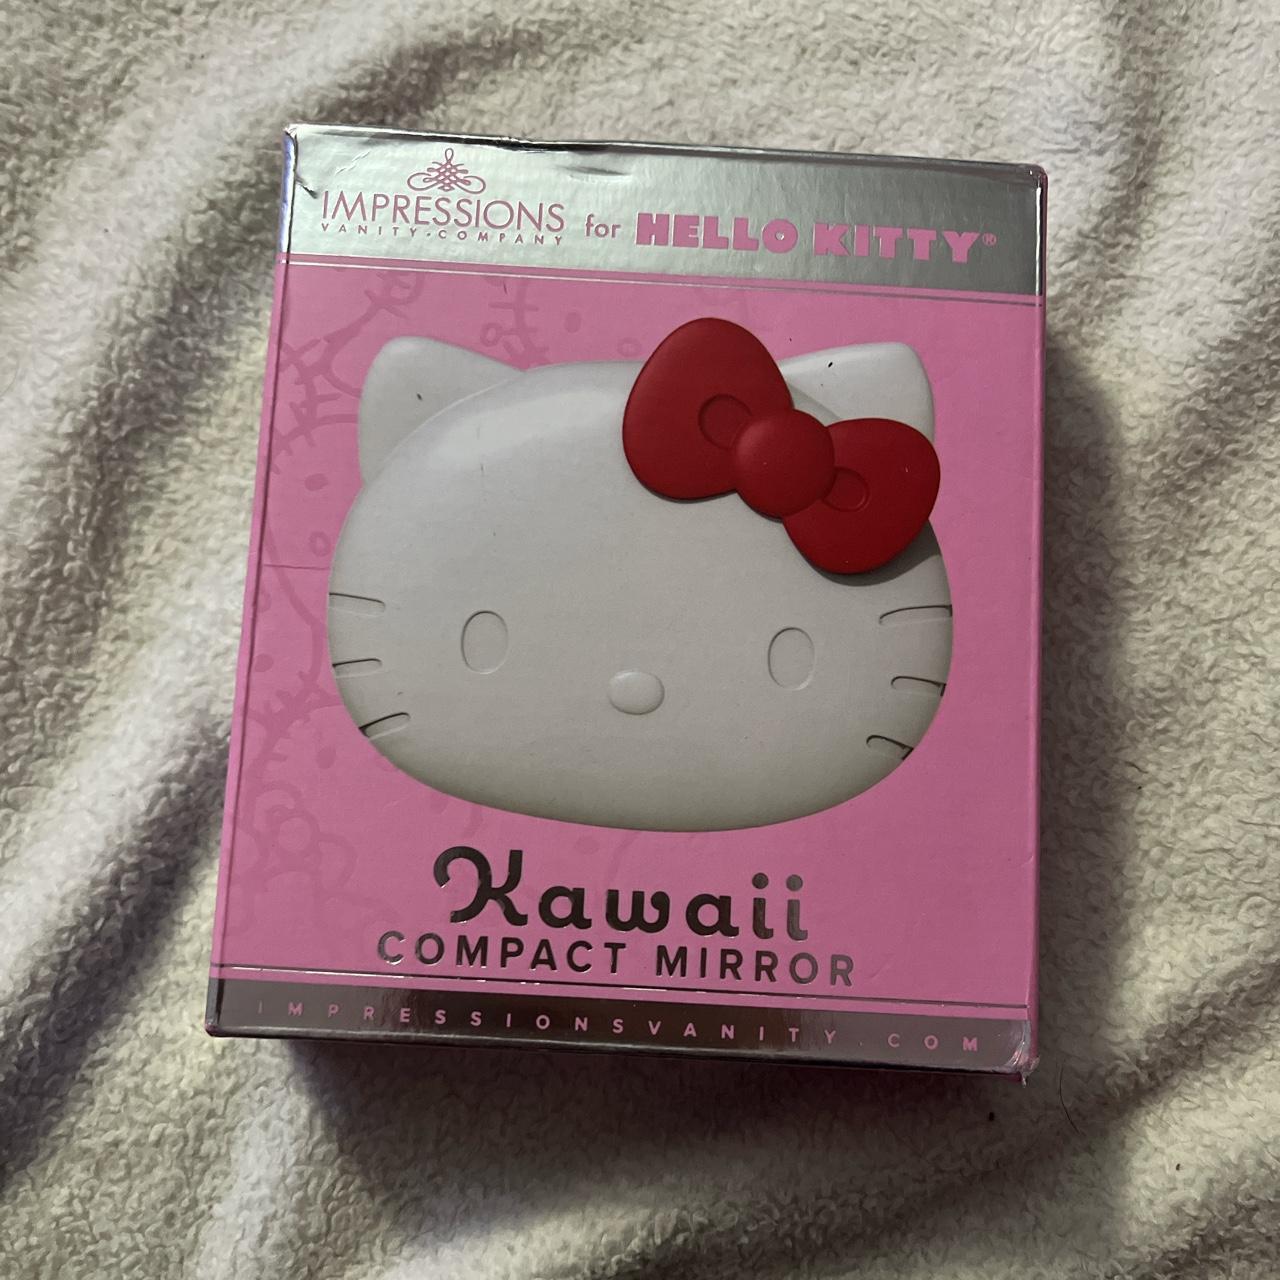 IMPRESSIONS for HELLO KITTY®
VANITY·COMPANY
Kawaii
COMPACT MIRROR
IMPRESSIONSVANITY.COM